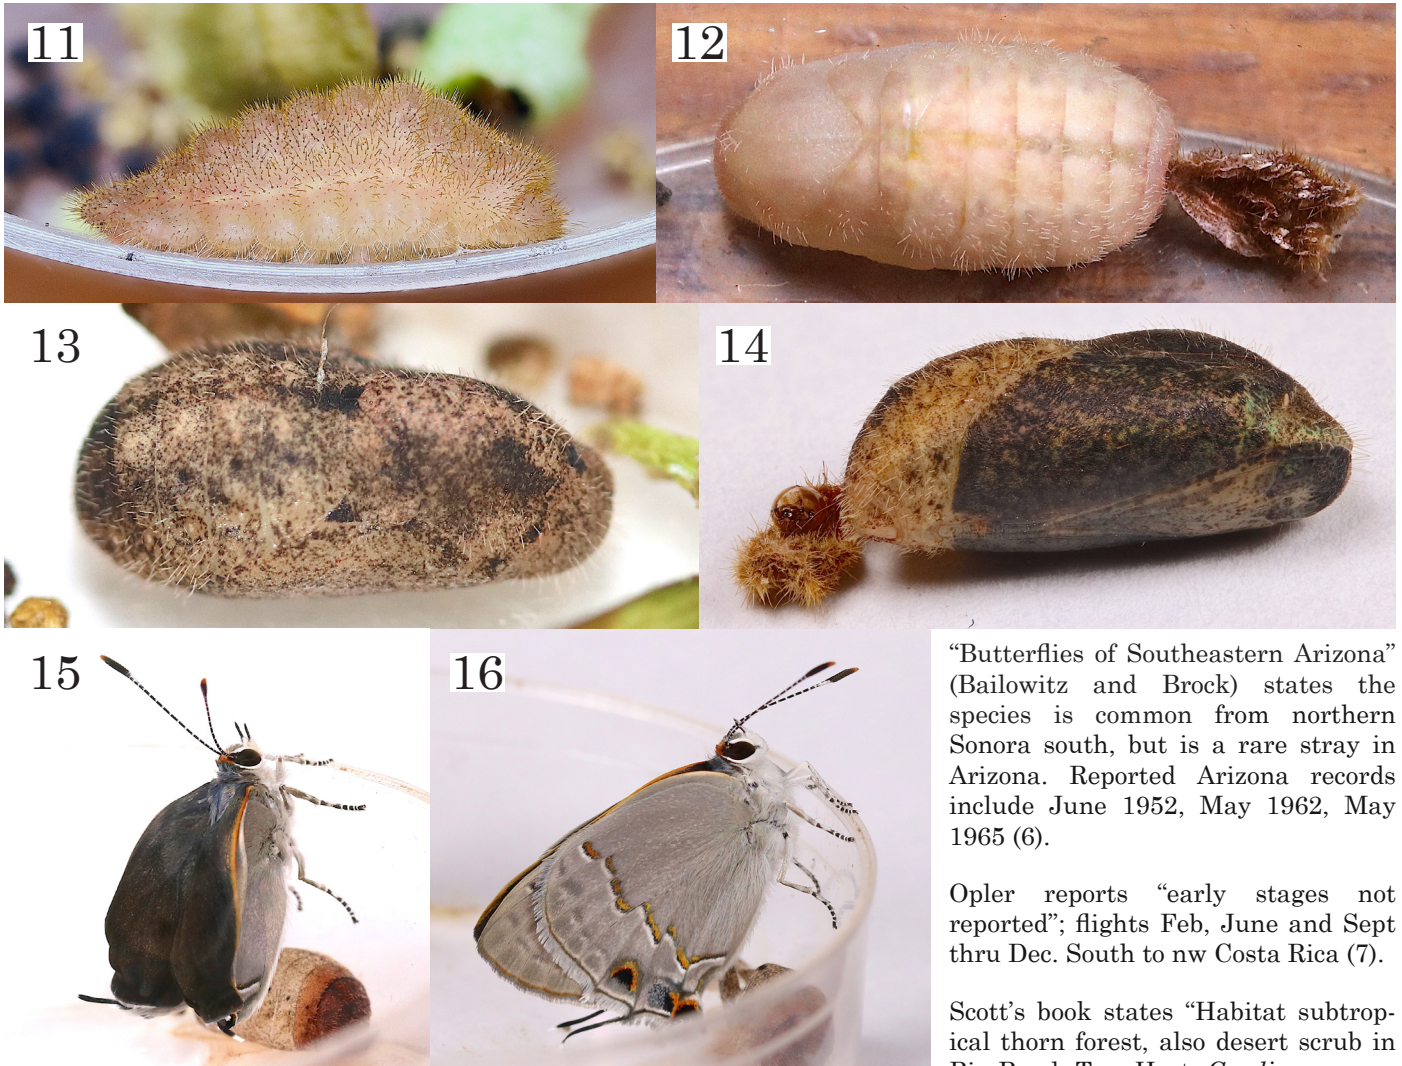 11
12
13
14
15
16
“Butterflies of Southeastern Arizona”
(Bailowitz and Brock) states the
species is common from northern
Sonora south, but is a rare stray in
Arizona. Reported Arizona records
include June 1952, May 1962, May
1965 (6).
Opler reports “early stages not
reported”; flights Feb, June and Sept
thru Dec. South to nw Costa Rica (7).
Scott’s book states “Habitat subtrop-
ical thorn forest, also desert scrub in